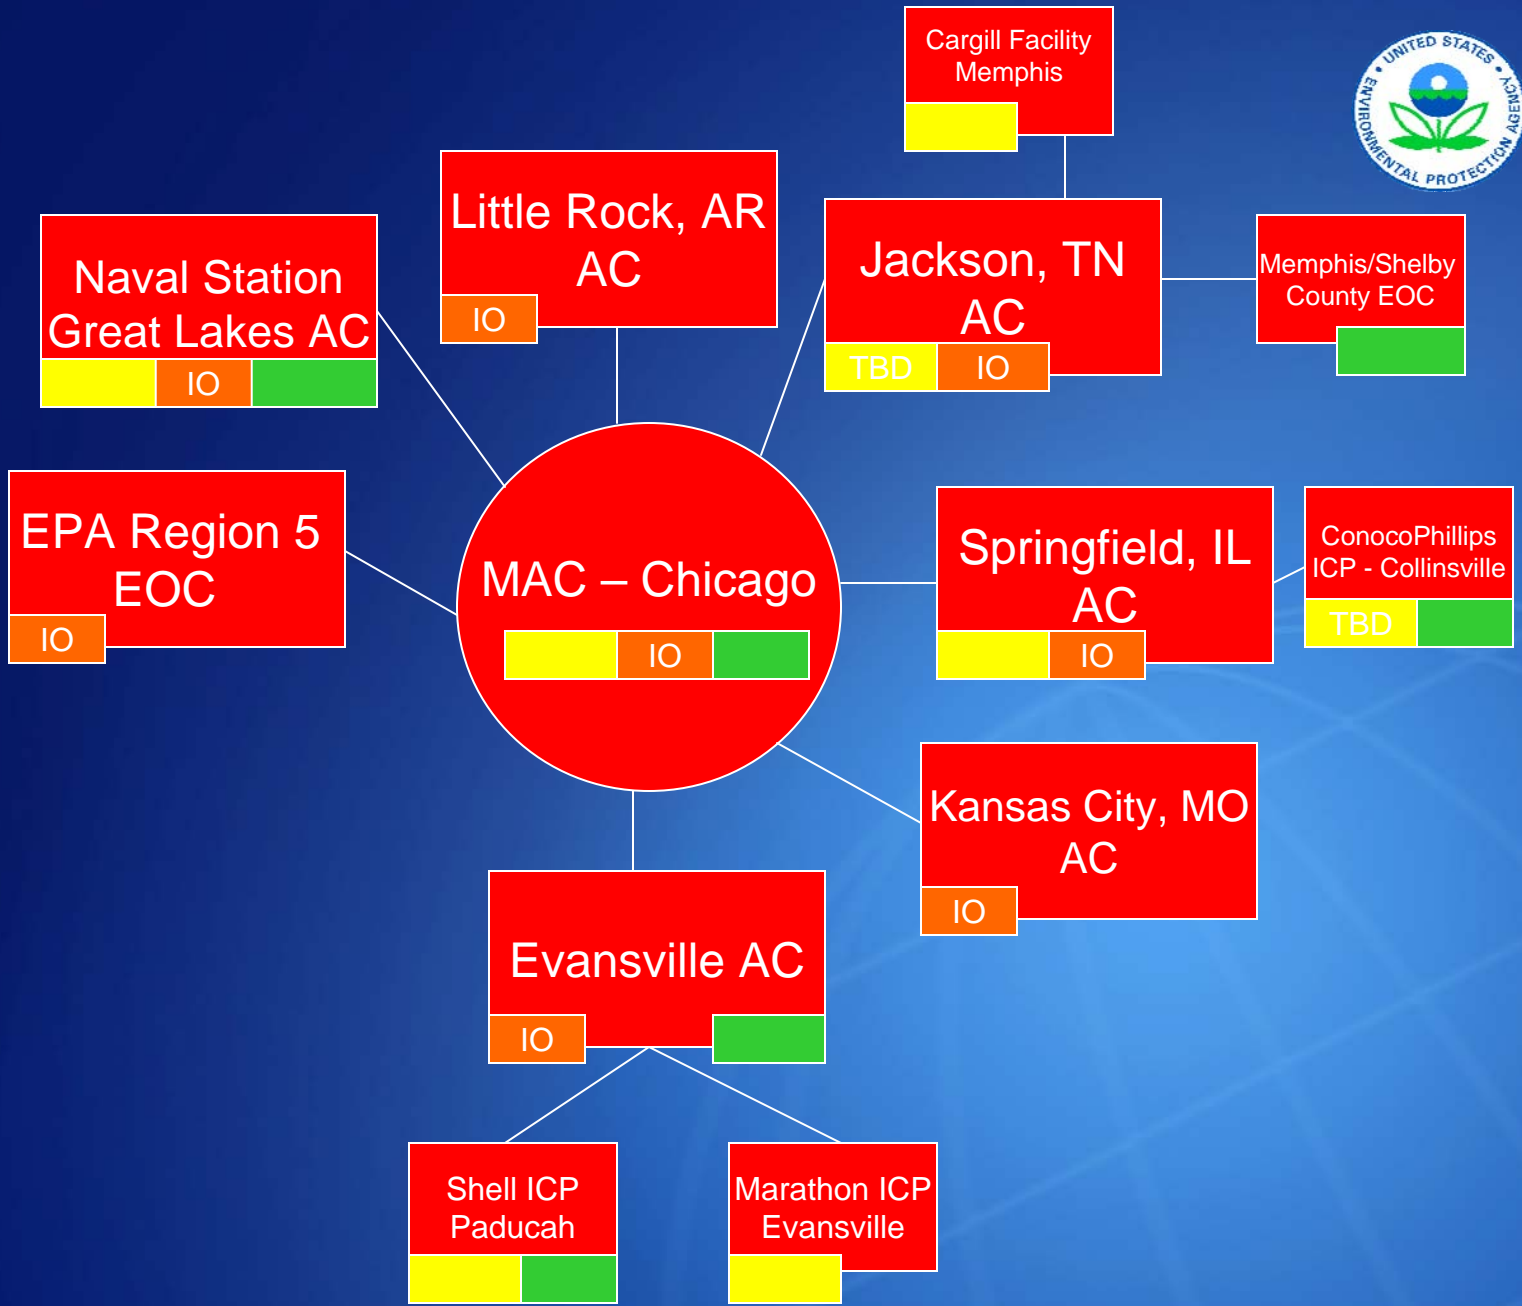 Cargill Facility
Memphis
UNITED STATES
ENVIRONMENTAL PROTECTION AGENCY
Little Rock, AR
AC
IO
Naval Station
Great Lakes AC
IO
Jackson, TN
AC
TBD IO
Memphis/Shelby
County EOC
EPA Region 5
EOC
IO
MAC – Chicago
IO
Springfield, IL
AC
IO
ConocoPhillips
ICP - Collinsville
TBD
Kansas City, MO
AC
IO
Evansville AC
IO
Shell ICP
Paducah
Marathon ICP
Evansville